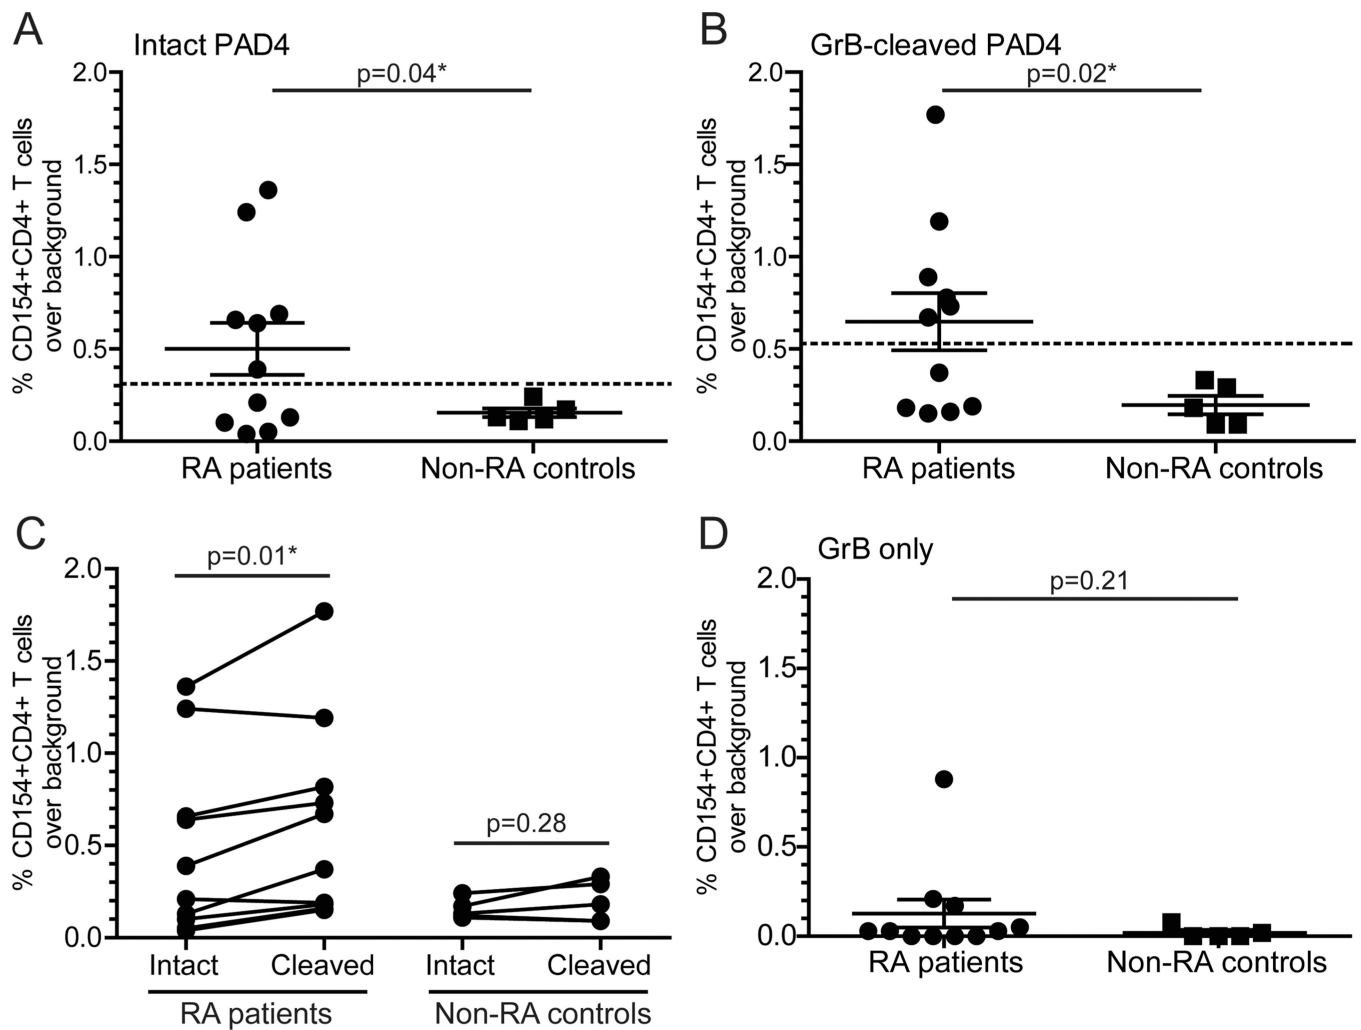 A
Intact PAD4
p=0.04*
% CD154+CD4+ T cells
over background
2.0
1.5
1.0
0.5
0.0
RA patients
Non-RA controls
B
GrB-cleaved PAD4
p=0.02*
% CD154+CD4+ T cells
over background
2.0
1.5
1.0
0.5
0.0
RA patients
Non-RA controls
C
p=0.01*
p=0.28
% CD154+CD4+ T cells
over background
2.0
1.5
1.0
0.5
0.0
Intact
Cleaved
Intact
Cleaved
RA patients
Non-RA controls
D
GrB only
p=0.21
% CD154+CD4+ T cells
over background
2.0
1.5
1.0
0.5
0.0
RA patients
Non-RA controls